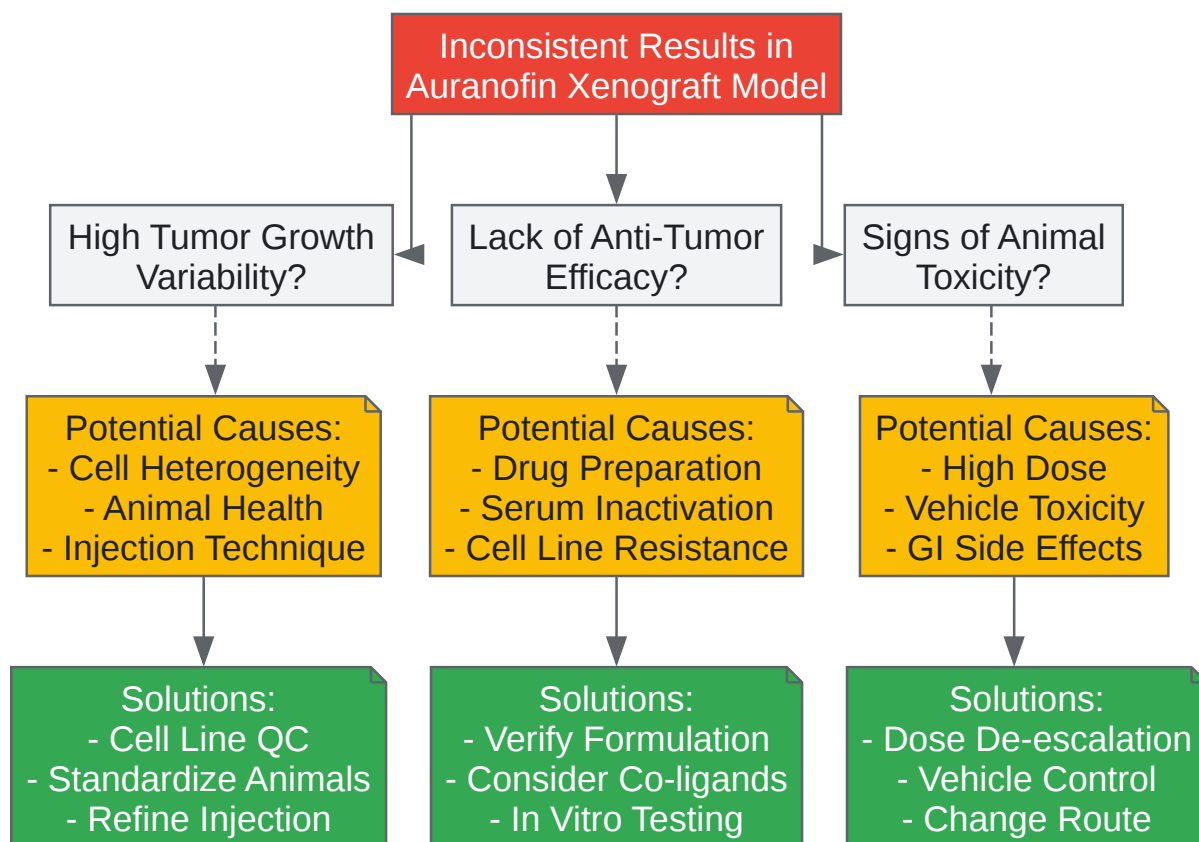 Inconsistent Results in
Auranofin Xenograft Model
High Tumor Growth
Variability?
Lack of Anti-Tumor
Efficacy?
Signs of Animal
Toxicity?
Potential Causes:
- Cell Heterogeneity
- Animal Health
- Injection Technique
Potential Causes:
- Drug Preparation
- Serum Inactivation
- Cell Line Resistance
Potential Causes:
- High Dose
- Vehicle Toxicity
- GI Side Effects
Solutions:
- Cell Line QC
- Standardize Animals
- Refine Injection
Solutions:
- Verify Formulation
- Consider Co-ligands
- In Vitro Testing
Solutions:
- Dose De-escalation
- Vehicle Control
- Change Route